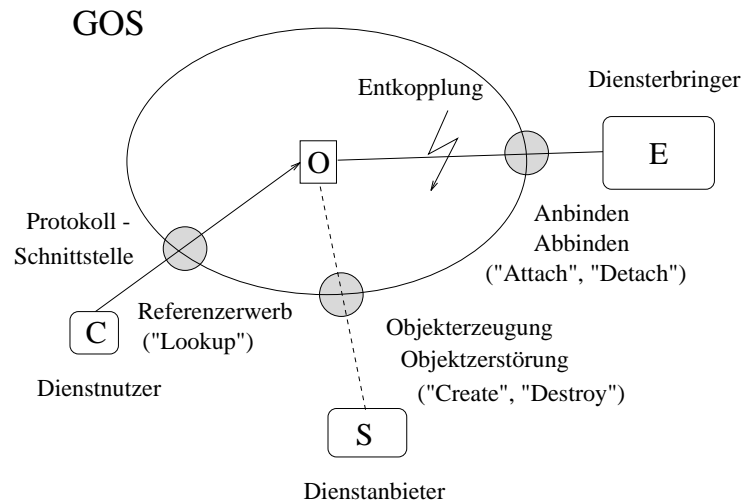 GOS
Entkopplung
Diensterbringer
O
E
Protokoll -
Schnittstelle
Anbinden
Abbinden
("Attach", "Detach")
Referenzerwerb
("Lookup")
C
Dienstnutzer
Objekterzeugung
Objektzerstörung
("Create", "Destroy")
S
Dienstanbieter